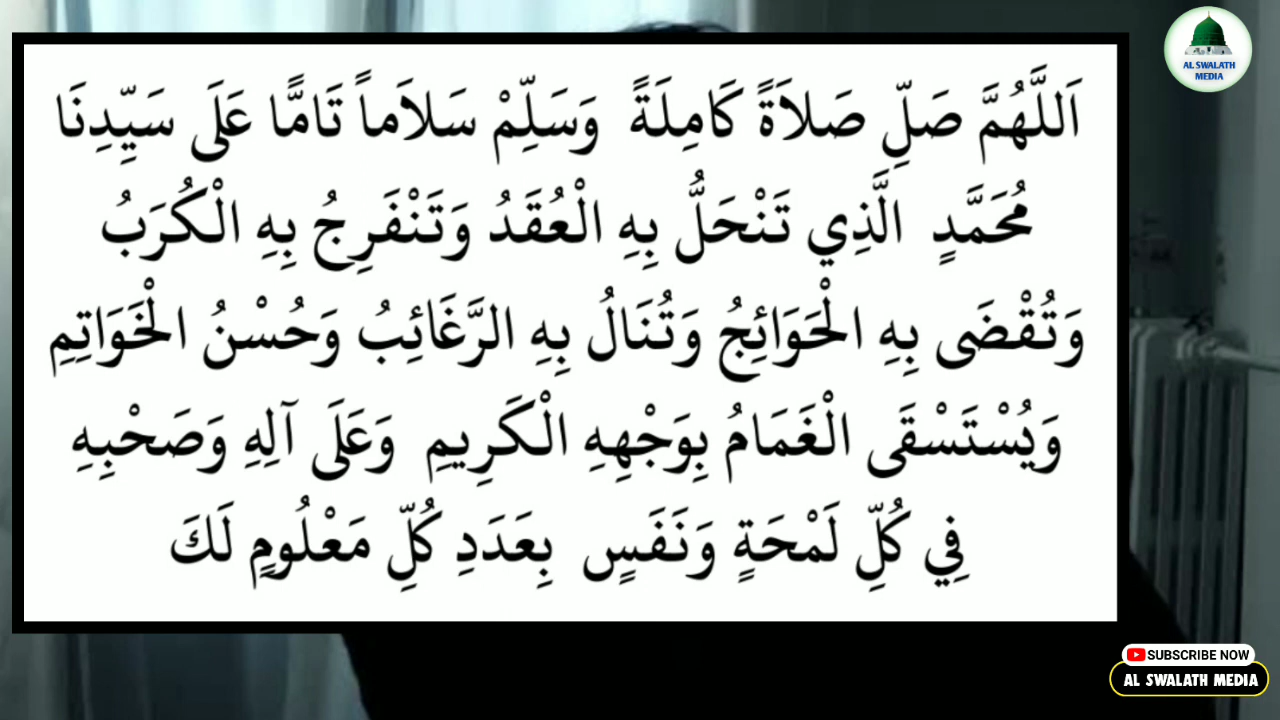 اَللَّهُمَّ صَلِّ صَلاَةً كَامِلَةً وَسَلِّمْ سَلاَماً تَامًّا عَلَى سَيِّدِنَا
مُحَمَّدٍ الَّذِي تَنْحَلُّ بِهِ الْعُقَدُ وَتَنْفَرِجُ بِهِ الْكُرَبُ
وَتُقْضَى بِهِ الْحَوَائِجُ وَتُنَالُ بِهِ الرَّغَائِبُ وَحُسْنُ الْخَوَاتِمِ
وَيُسْتَسْقَى الْغَمَامُ بِوَجْهِهِ الْكَرِيمِ وَعَلَى آلِهِ وَصَحْبِهِ
فِي كُلِّ لَمْحَةٍ وَنَفَسٍ بِعَدَدِ كُلِّ مَعْلُومٍ لَكَ
AL SWALATH
MEDIA
SUBSCRIBE NOW
AL SWALATH MEDIA